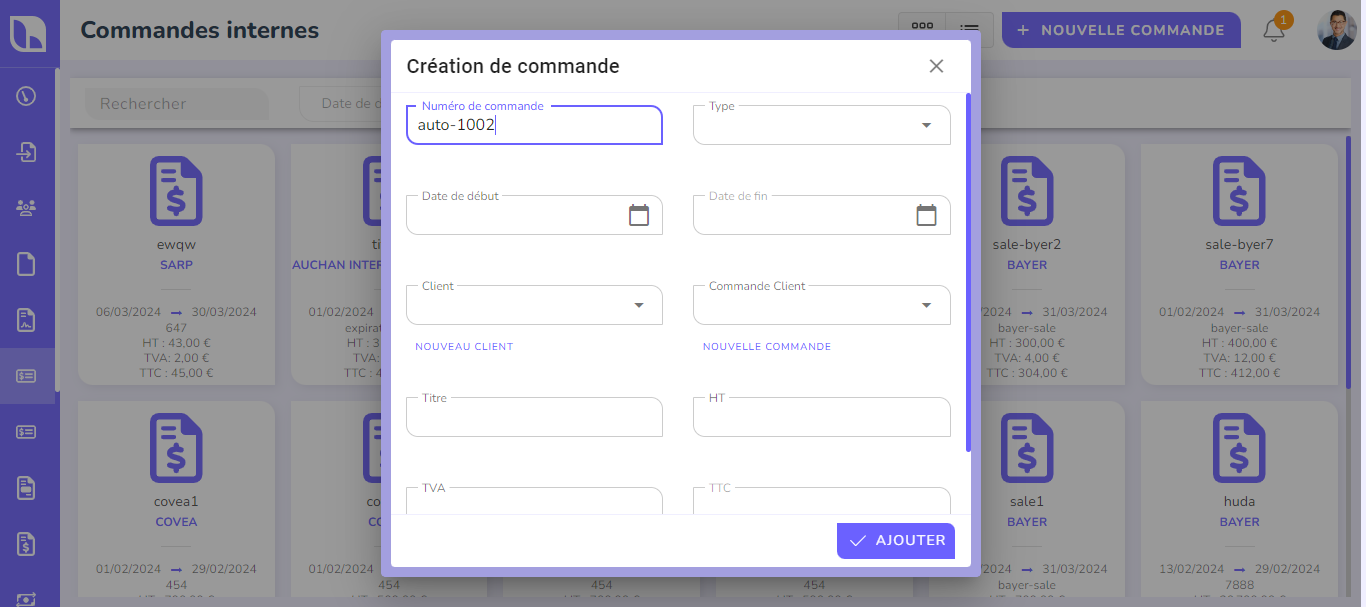 Commandes internes
+ NOUVELLE COMMANDE
1
Création de commande
Rechercher
Date de d
Numéro de commande
auto-1002
Type
Date de début
Date de fin
Client
Commande Client
NOUVEAU CLIENT
NOUVELLE COMMANDE
Titre
HT
TVA
TTC
AJOUTER
ewqw
SARP
06/03/2024 → 30/03/2024
647
HT : 43,00 €
TVA: 2,00 €
TTC : 45,00 €
ti
AUCHAN INTER
01/02/2024
expirat
HT : 3
TVA: 
TTC : 4
sale-byer2
BAYER
01/02/2024 → 31/03/2024
bayer-sale
HT : 300,00 €
TVA: 4,00 €
TTC : 304,00 €
sale-byer7
BAYER
01/02/2024 → 31/03/2024
bayer-sale
HT : 400,00 €
TVA: 12,00 €
TTC : 412,00 €
covea1
COVEA
01/02/2024 → 29/02/2024
454
co
CO
01/02/2024
454
454
454
sale1
BAYER
01/02/2024 → 31/03/2024
bayer-sale
huda
BAYER
13/02/2024 → 29/02/2024
7888